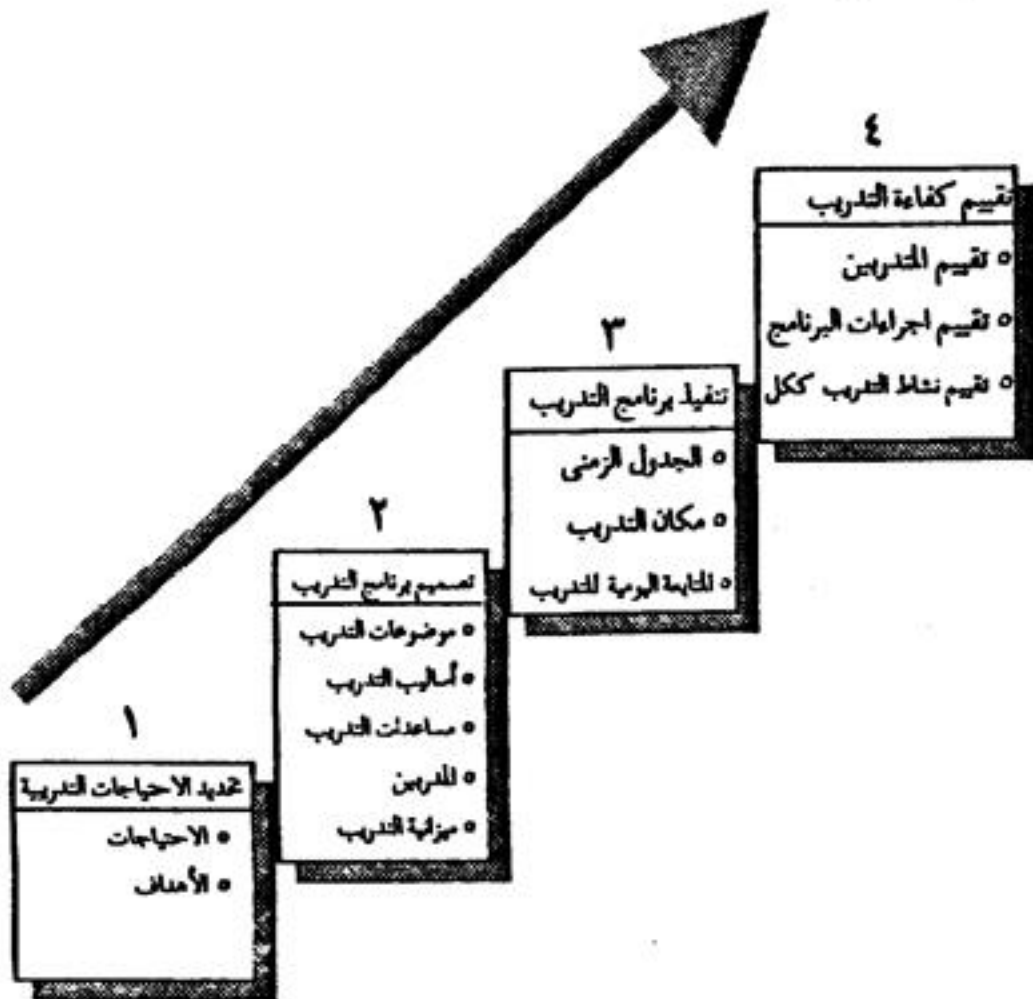 ١
تحديد الاحتياجات التدريبية
o الاحتياجات
o الأهداف
٢
تصميم برنامج التدريب
o موضوعات التدريب
o أساليب التدريب
o مساعدات التدريب
o المدربين
o ميزانية التدريب
٣
تنفيذ برنامج التدريب
o الجدول الزمنى
o مكان التدريب
o المتابعة اليومية للتدريب
٤
تقييم كفاءة التدريب
o تقييم المتدربين
o تقييم اجراءات البرنامج
o تقييم نشاط التدريب ككل